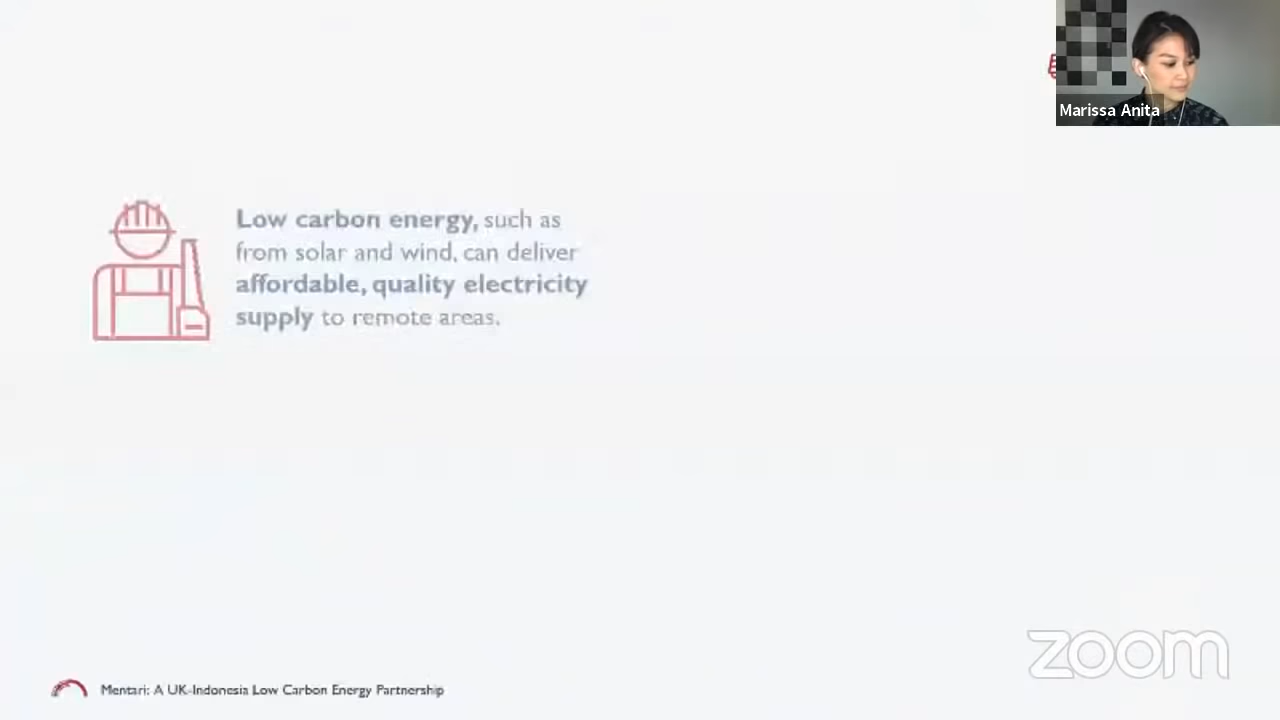 Marissa Anita
Low carbon energy, such as
from solar and wind, can deliver
affordable, quality electricity
supply to remote areas.
zoom
Mentari: A UK-Indonesia Low Carbon Energy Partnership